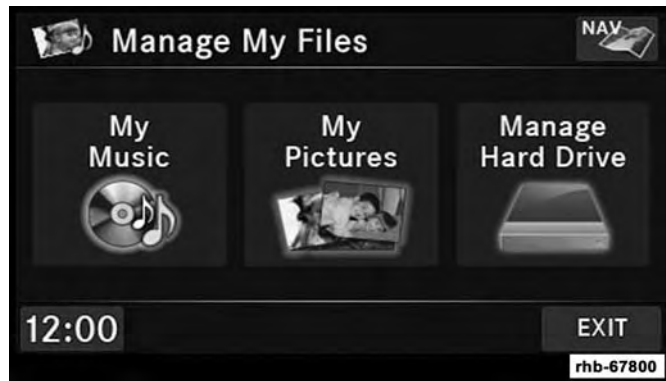 Manage My Files
NAV
My
Music
My
Pictures
Manage
Hard Drive
12:00
EXIT
rhb-67800